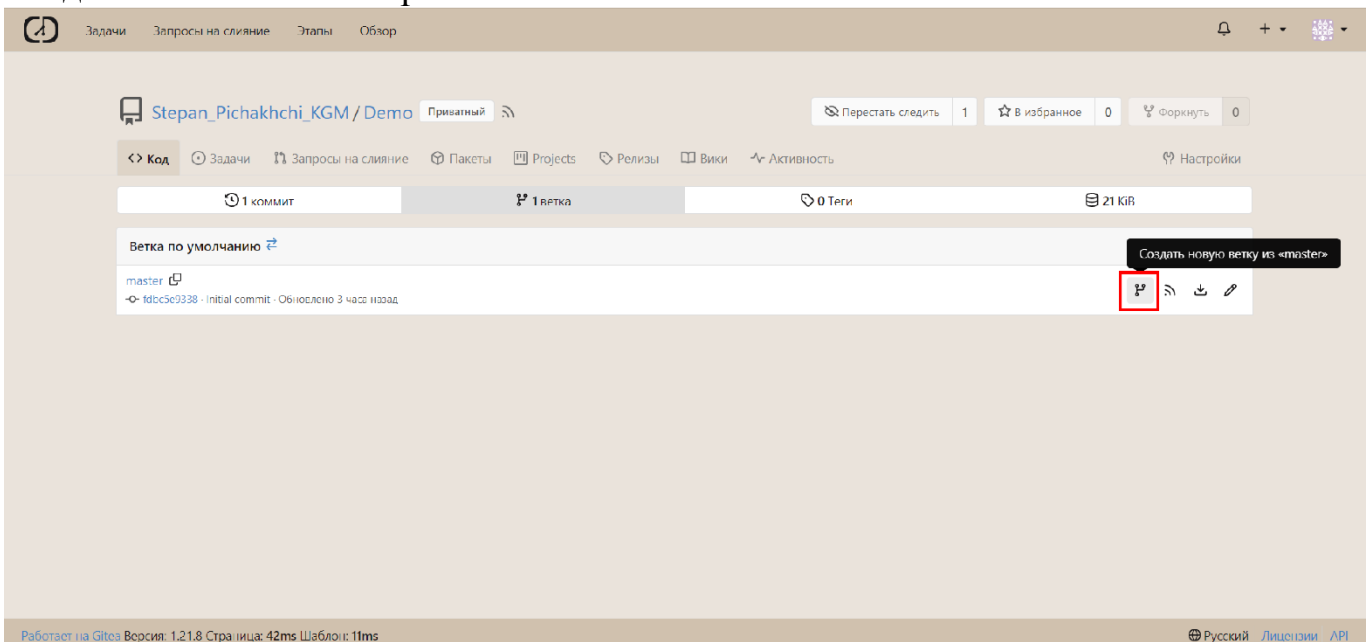 Задачи Запросы на слияние Этапы Обзор
Stepan_Pichakhchi_KGM / Demo Приватный Перестать следить 1 В избранное 0 Форкнуть 0
Код Задачи Запросы на слияние Пакеты Projects Релизы Вики Активность Настройки
1 коммит 1 ветка 0 Теги 21 KiB
Ветка по умолчанию
Создать новую ветку из «master»
master
fdbc5e9338 · Initial commit · Обновлено 3 часа назад
Работает на Gitea Версия: 1.21.8 Страница: 42ms Шаблон: 11ms Русский Лицензии API